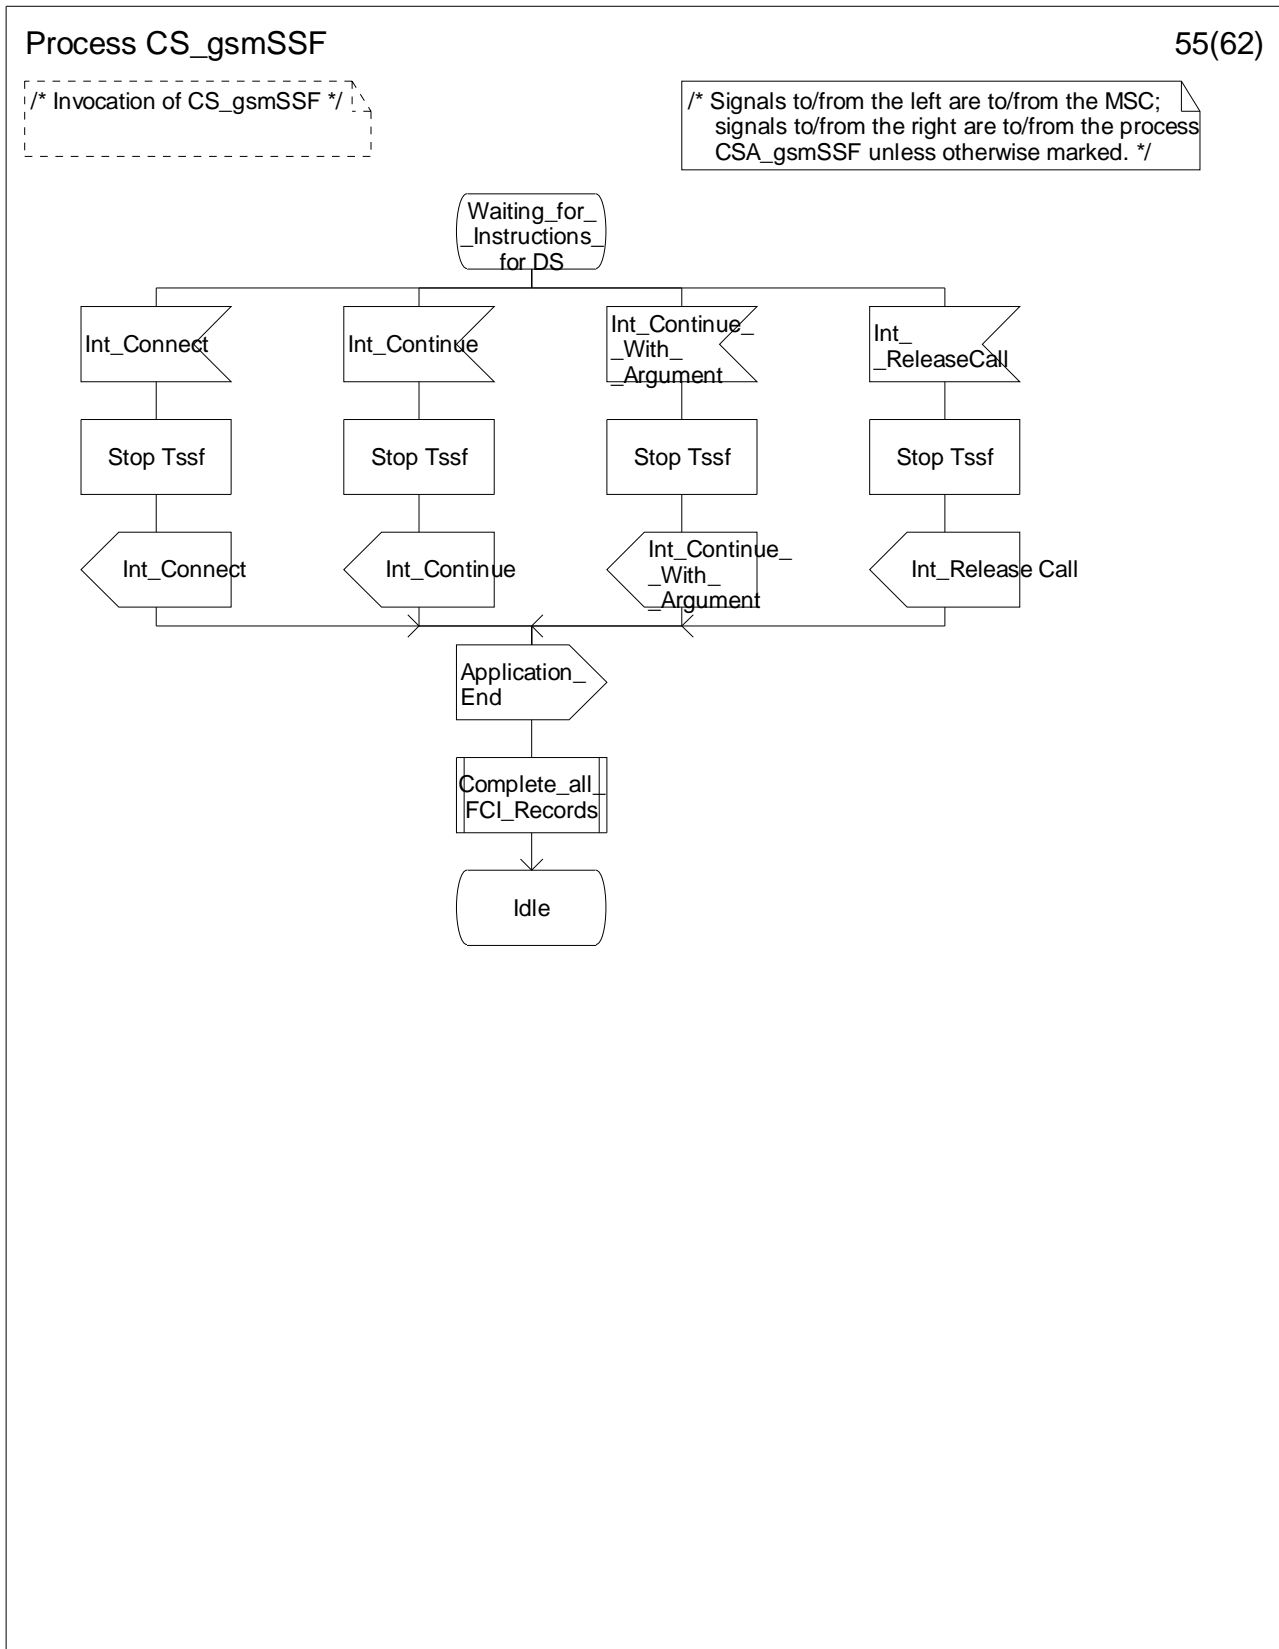 Process CS_gsmSSF
55(62)
/* Invocation of CS_gsmSSF */
/* Signals to/from the left are to/from the MSC;
signals to/from the right are to/from the process
CSA_gsmSSF unless otherwise marked. */
Waiting_for_
_Instructions_
for DS
Int_Connect
Int_Continue
Int_Continue_
_With_
_Argument
Int_
_ReleaseCall
Stop Tssf
Stop Tssf
Stop Tssf
Stop Tssf
Int_Connect
Int_Continue
Int_Continue_
_With_
_Argument
Int_Release Call
Application_
End
Complete_all_
FCI_Records
Idle